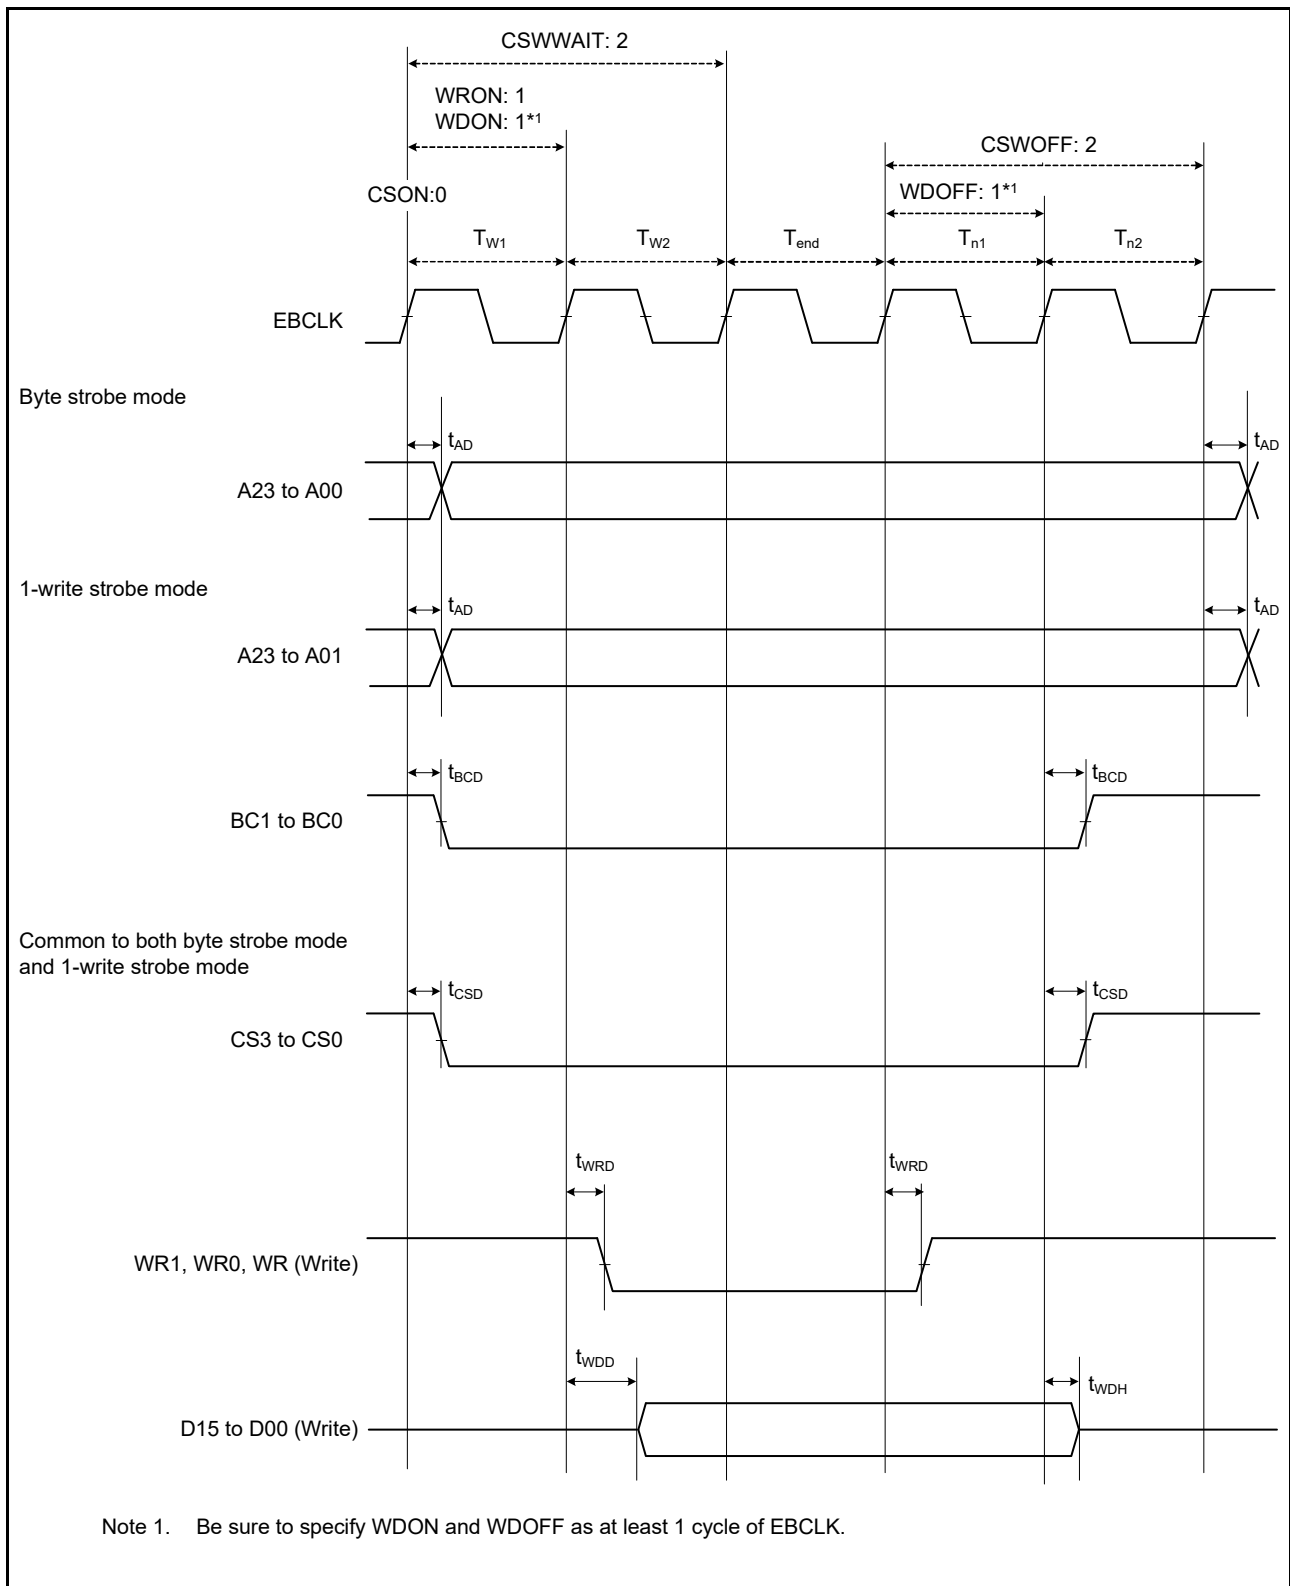 CSWWAIT: 2
WRON: 1
WDON: 1*1
CSWOFF: 2
CSON:0
WDOFF: 1*1
TW1 TW2 Tend Tn1 Tn2
EBCLK
Byte strobe mode
tAD tAD
A23 to A00
1-write strobe mode
tAD tAD
A23 to A01
tBCD tBCD
BC1 to BC0
Common to both byte strobe mode
and 1-write strobe mode
tCSD tCSD
CS3 to CS0
tWRD tWRD
WR1, WR0, WR (Write)
tWDD
tWDH
D15 to D00 (Write)
Note 1. Be sure to specify WDON and WDOFF as at least 1 cycle of EBCLK.